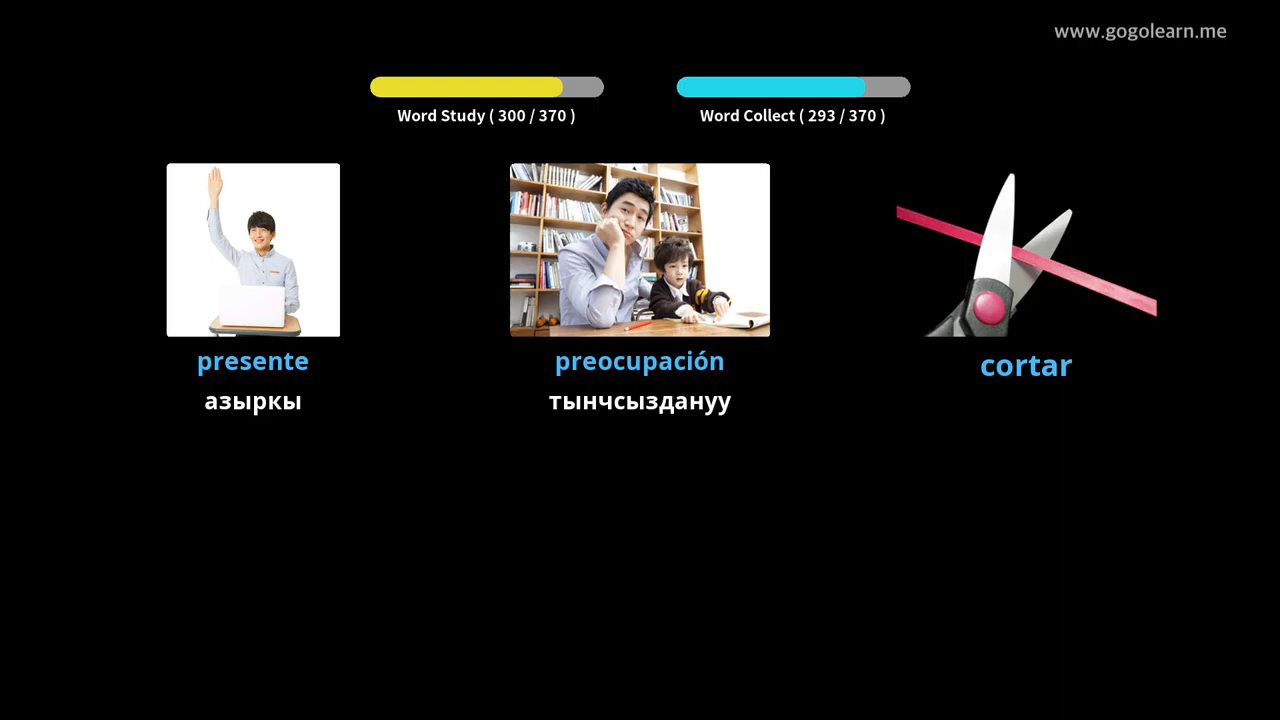 www.gogolearn.me
Word Study ( 300 / 370 )
Word Collect ( 293 / 370 )
presente
азыркы
preocupación
тынчсыздануу
cortar